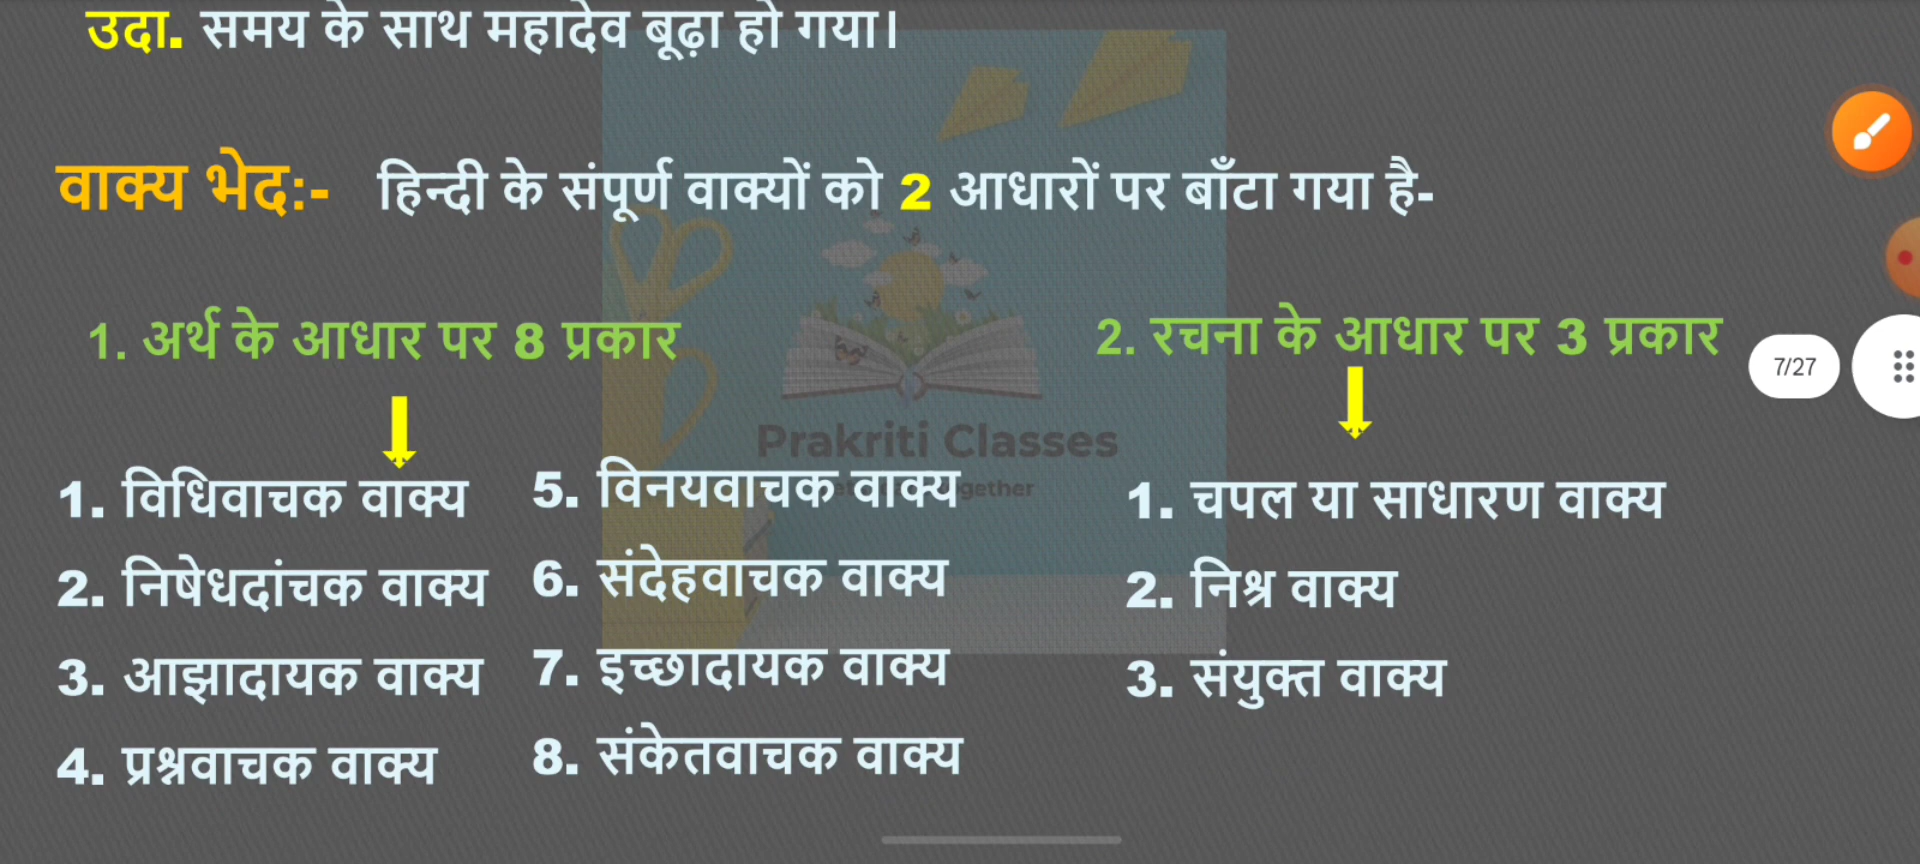 उदा. समय के साथ महादेव बूढ़ा हो गया।
वाक्य भेद:- हिन्दी के संपूर्ण वाक्यों को 2 आधारों पर बाँटा गया है-
1. अर्थ के आधार पर 8 प्रकार
1. विधिवाचक वाक्य
2. निषेधदांचक वाक्य
3. आझादायक वाक्य
4. प्रश्नवाचक वाक्य
5. विनयवाचक वाक्य
6. संदेहवाचक वाक्य
7. इच्छादायक वाक्य
8. संकेतवाचक वाक्य
2. रचना के आधार पर 3 प्रकार
1. चपल या साधारण वाक्य
2. निश्र वाक्य
3. संयुक्त वाक्य
7/27
Prakriti Classes